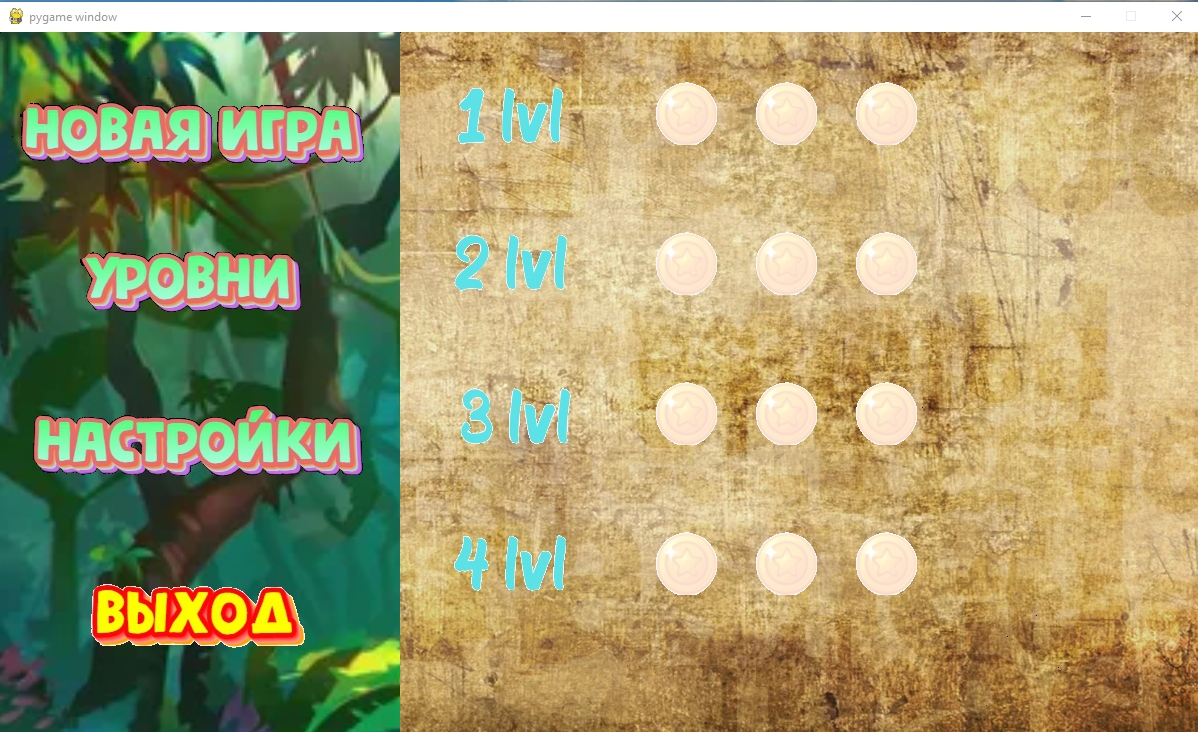 pygame window
НОВАЯ ИГРА
УРОВНИ
НАСТРОЙКИ
ВЫХОД
1 lvl
2 lvl
3 lvl
4 lvl